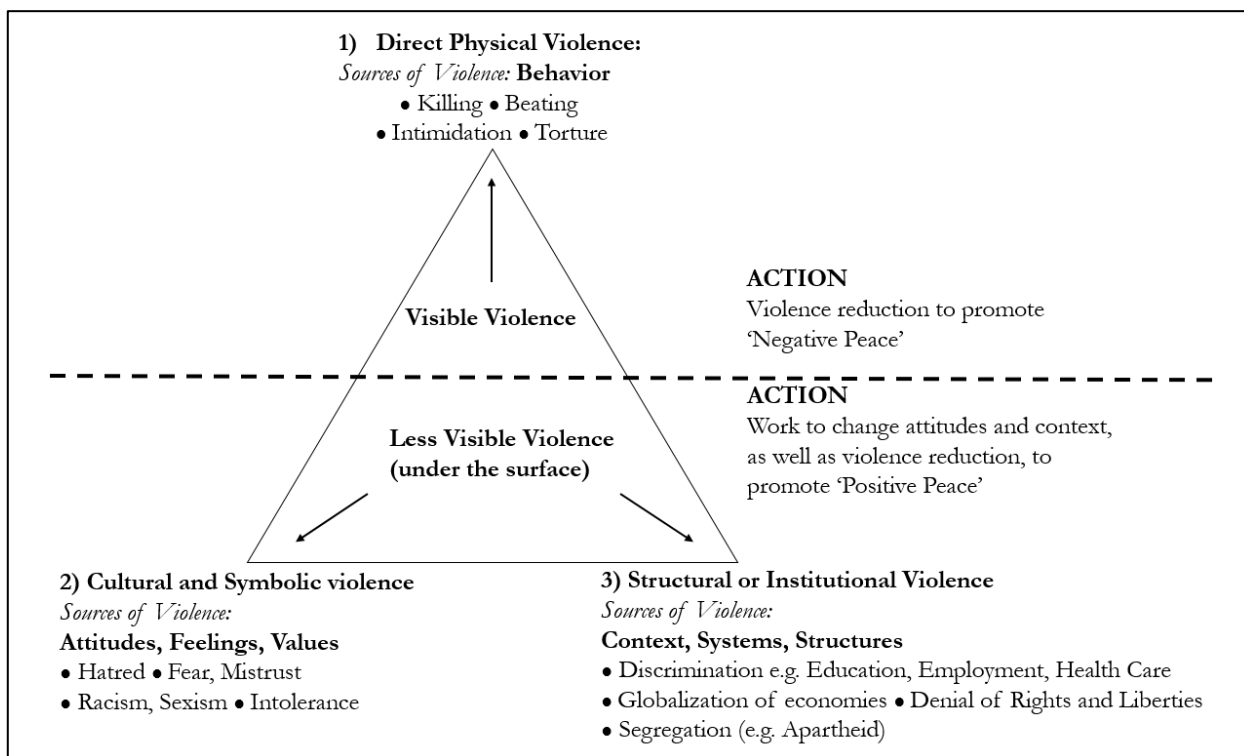 1) Direct Physical Violence:
Sources of Violence: Behavior
● Killing ● Beating
● Intimidation ● Torture
Visible Violence
ACTION
Violence reduction to promote
‘Negative Peace’
Less Visible Violence
(under the surface)
ACTION
Work to change attitudes and context,
as well as violence reduction, to
promote ‘Positive Peace’
2) Cultural and Symbolic violence
Sources of Violence:
Attitudes, Feelings, Values
● Hatred ● Fear, Mistrust
● Racism, Sexism ● Intolerance
3) Structural or Institutional Violence
Sources of Violence:
Context, Systems, Structures
● Discrimination e.g. Education, Employment, Health Care
● Globalization of economies ● Denial of Rights and Liberties
● Segregation (e.g. Apartheid)